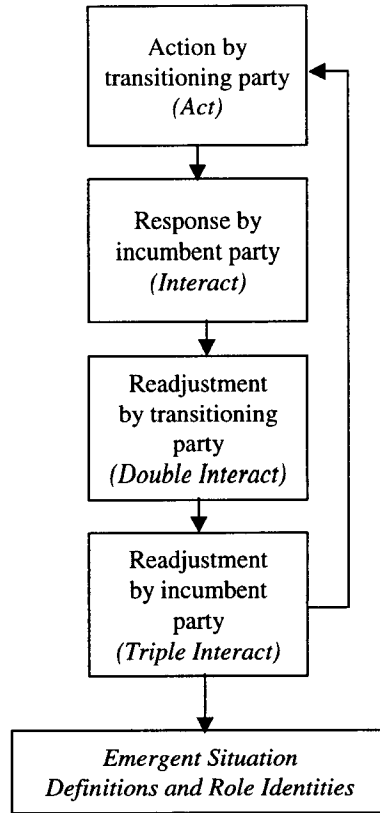 Action by
transitioning party
(Act)
Response by
incumbent party
(Interact)
Readjustment
by transitioning
party
(Double Interact)
Readjustment
by incumbent
party
(Triple Interact)
Emergent Situation
Definitions and Role Identities